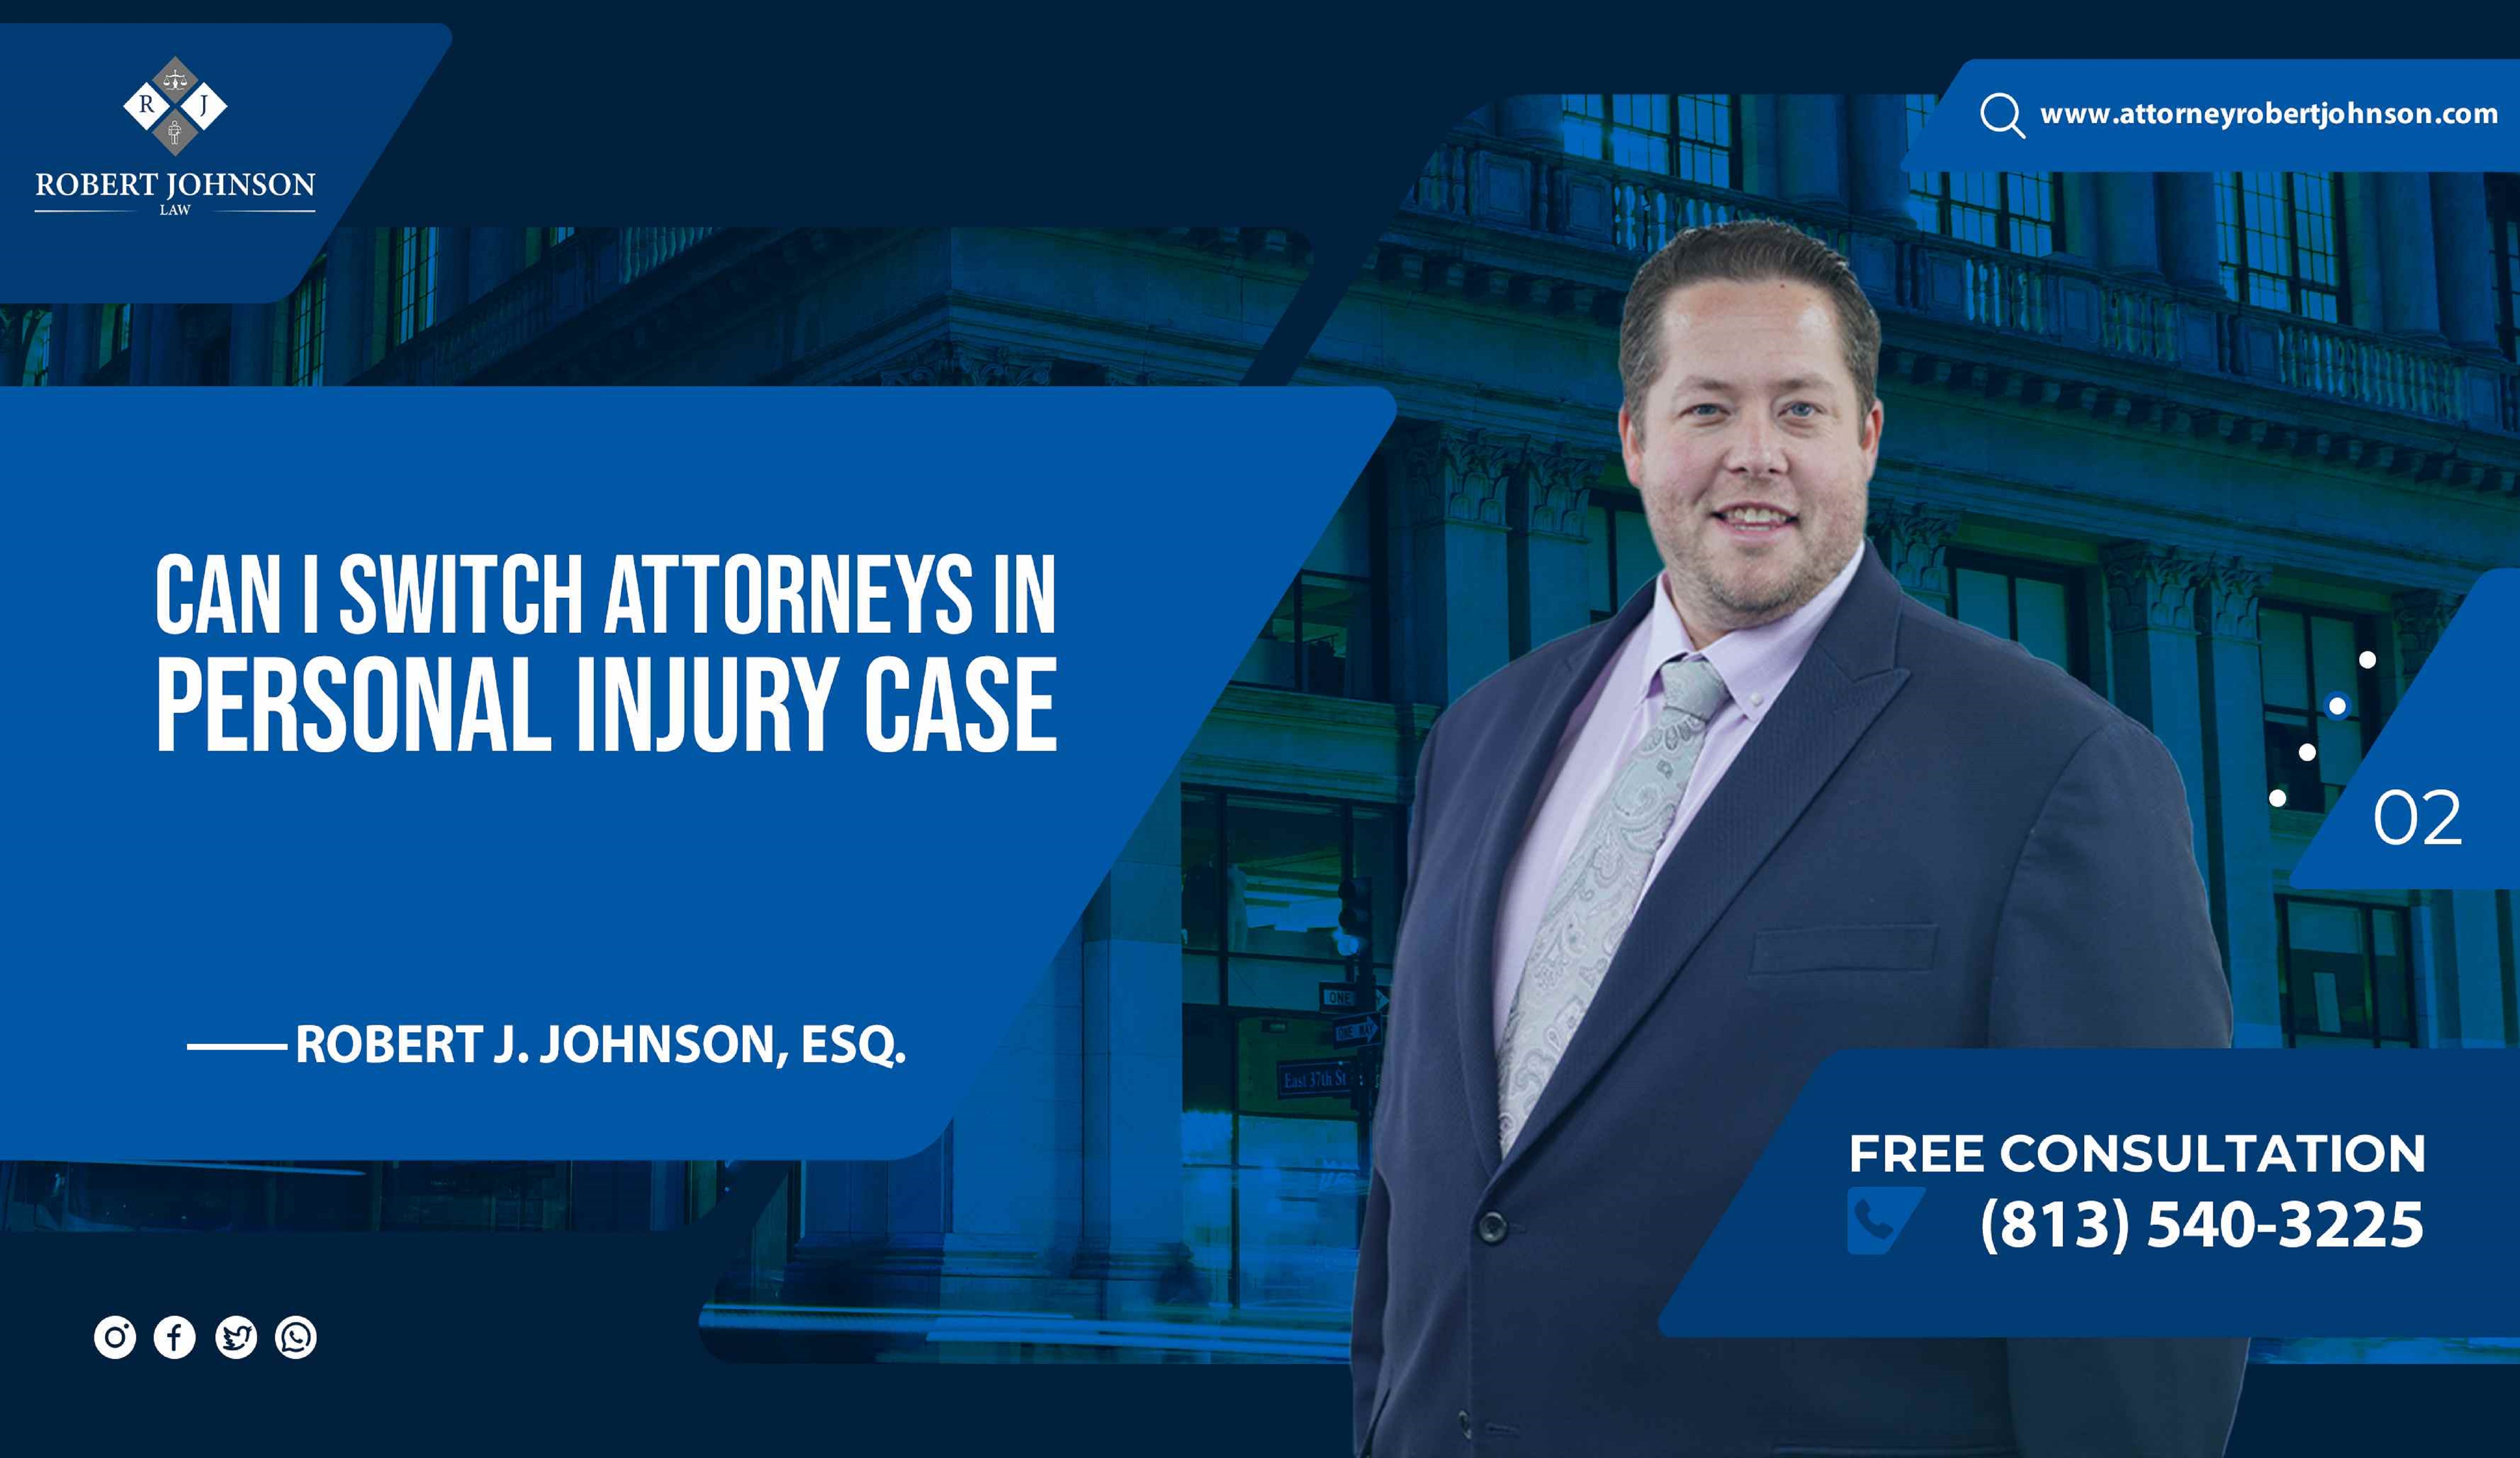 R J
ROBERT JOHNSON
LAW
www.attorneyrobertjohnson.com
CAN I SWITCH ATTORNEYS IN
PERSONAL INJURY CASE
ROBERT J. JOHNSON, ESQ.
02
ONE
ONE WAY
East 37th St
FREE CONSULTATION
(813) 540-3225